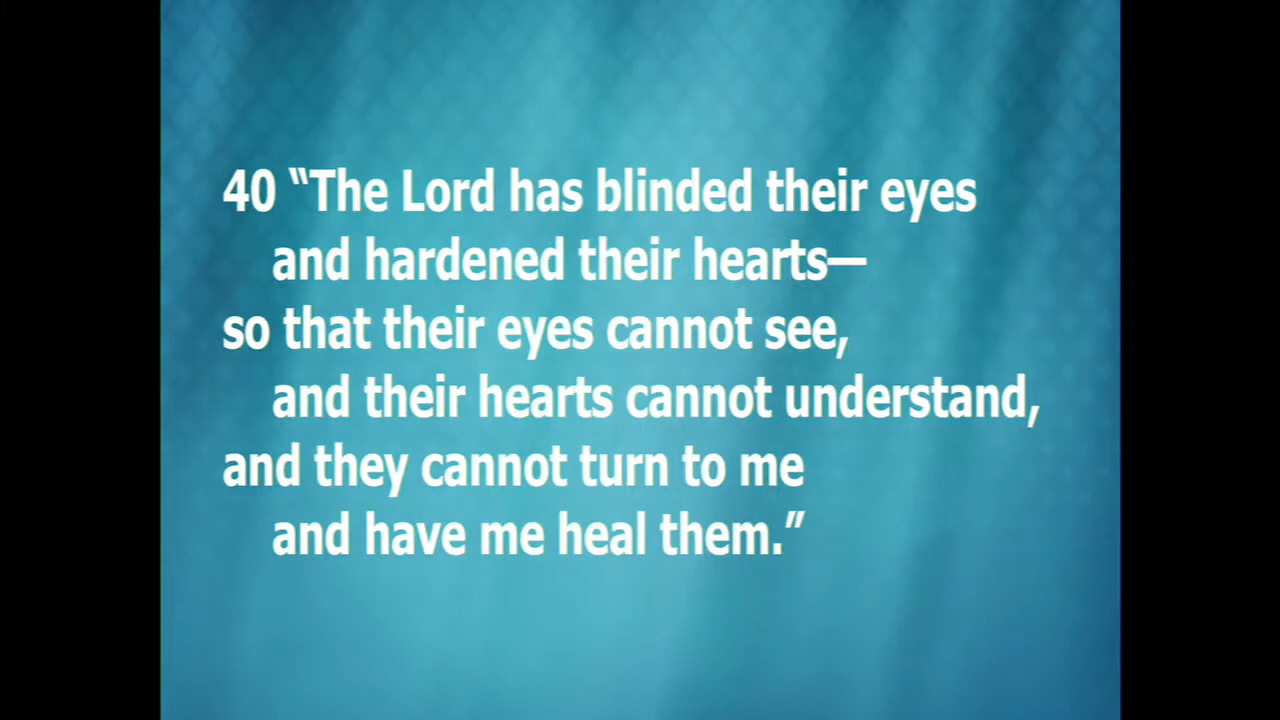 40 “The Lord has blinded their eyes
and hardened their hearts—
so that their eyes cannot see,
and their hearts cannot understand,
and they cannot turn to me
and have me heal them.”